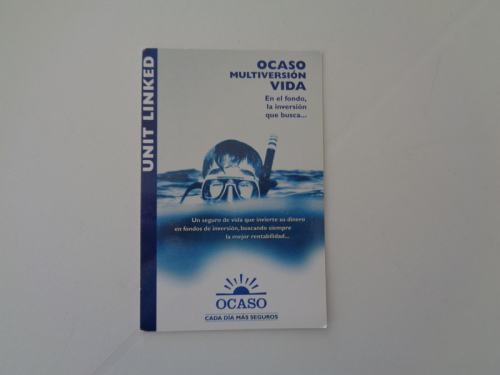 UNIT LINKED
OCASO
MULTIVERSIÓN
VIDA
En el fondo,
la inversión
que busca...
Un seguro de vida que invierte su dinero
en fondos de inversión, buscando siempre
la mejor rentabilidad...
OCASO
CADA DÍA MÁS SEGUROS